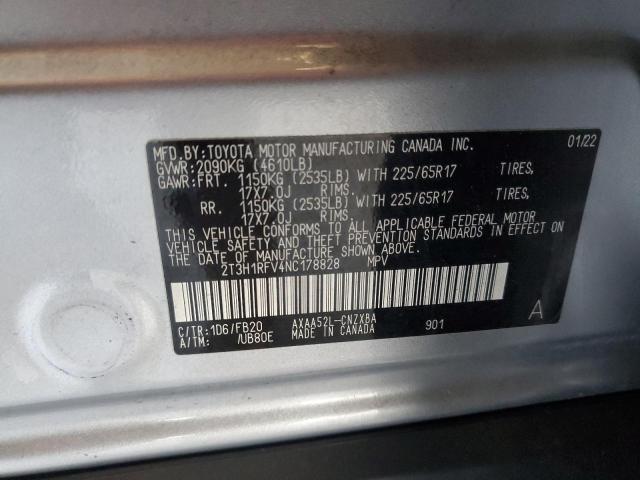 MFD.BY:TOYOTA MOTOR MANUFACTURING CANADA INC. 01/22
GVWR:2090KG (4610LB)
GAWR:FRT. 1150KG (2535LB) WITH 225/65R17 TIRES,
17X7.0J RIMS.
RR. 1150KG (2535LB) WITH 225/65R17 TIRES,
17X7.0J RIMS.
THIS VEHICLE CONFORMS TO ALL APPLICABLE FEDERAL MOTOR
VEHICLE SAFETY, BUMPER, AND THEFT PREVENTION
STANDARDS IN EFFECT ON THE DATE OF
MANUFACTURE SHOWN ABOVE.
2T3H1RFV4NC178828 MPV
C/TR:1D6/FB20 AXAA52L-CNZXBA 901 A
A/TM: /UB80E MADE IN CANADA